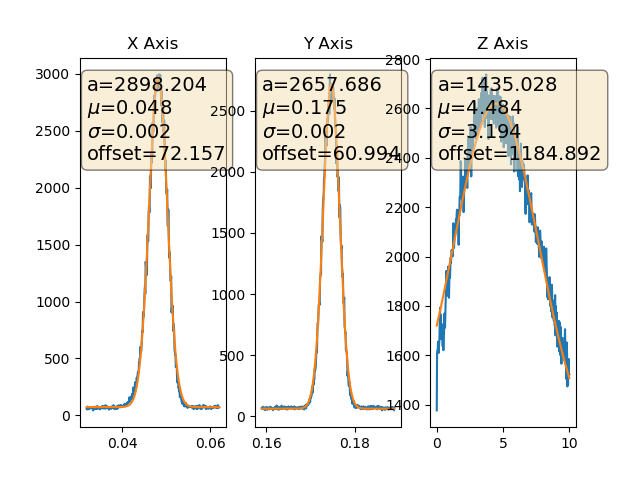 X Axis
a=2898.204
μ=0.048
σ=0.002
offset=72.157
3000
2500
2000
1500
1000
500
0
0.04
0.06
Y Axis
a=2657.686
μ=0.175
σ=0.002
offset=60.994
2500
2000
1500
1000
500
0
0.16
0.18
Z Axis
a=1435.028
μ=4.484
σ=3.194
offset=1184.892
2800
2600
2400
2200
2000
1800
1600
1400
0
5
10